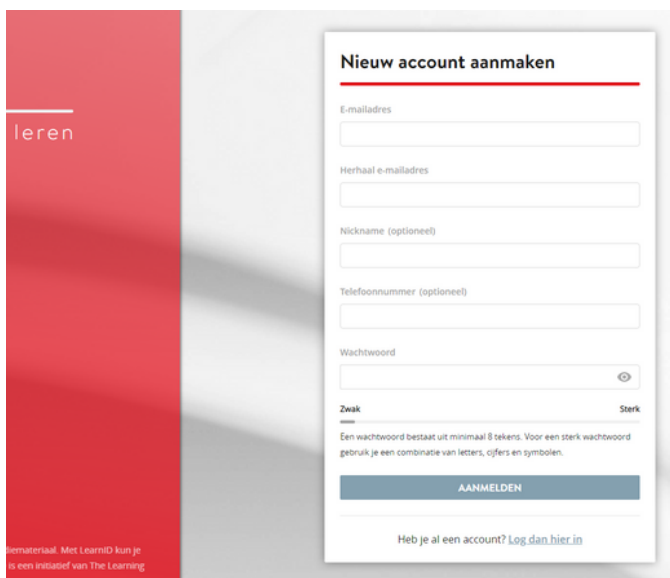 Nieuw account aanmaken
E-mailadres
leren
Herhaal e-mailadres
Nickname (optioneel)
Telefoonnummer (optioneel)
Wachtwoord
Zwak Sterk
Een wachtwoord bestaat uit minimaal 8 tekens. Voor een sterk wachtwoord
gebruik je een combinatie van letters, cijfers en symbolen.
AANMELDEN
Heb je al een account? Log dan hier in
diemateriaal. Met LearnID kun je
is een initiatief van The Learning